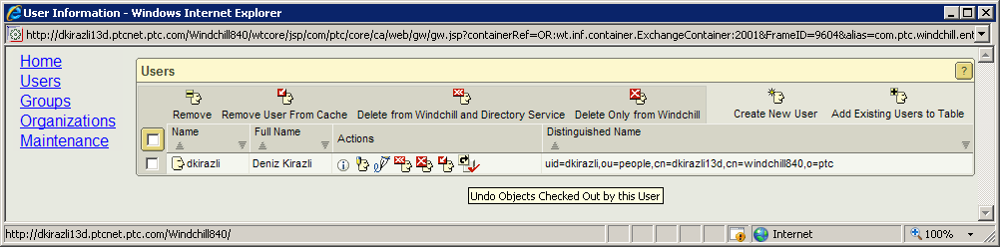 User Information - Windows Internet Explorer
http://dkirazli13d.ptcnet.ptc.com/Windchill840/wtcore/jsp/com/ptc/core/ca/web/gw/gw.jsp?containerRef=OR:wt.inf.container.ExchangeContainer:2001&FrameID=9604&alias=com.ptc.windchill.ent
Home
Users
Groups
Organizations
Maintenance
Users
?
Remove Remove User From Cache Delete from Windchill and Directory Service Delete Only from Windchill Create New User Add Existing Users to Table
Name Full Name Actions Distinguished Name
dkirazli Deniz Kirazli uid=dkirazli,ou=people,cn=dkirazli13d,cn=windchill840,o=ptc
Undo Objects Checked Out by this User
http://dkirazli13d.ptcnet.ptc.com/Windchill840/ Internet 100%